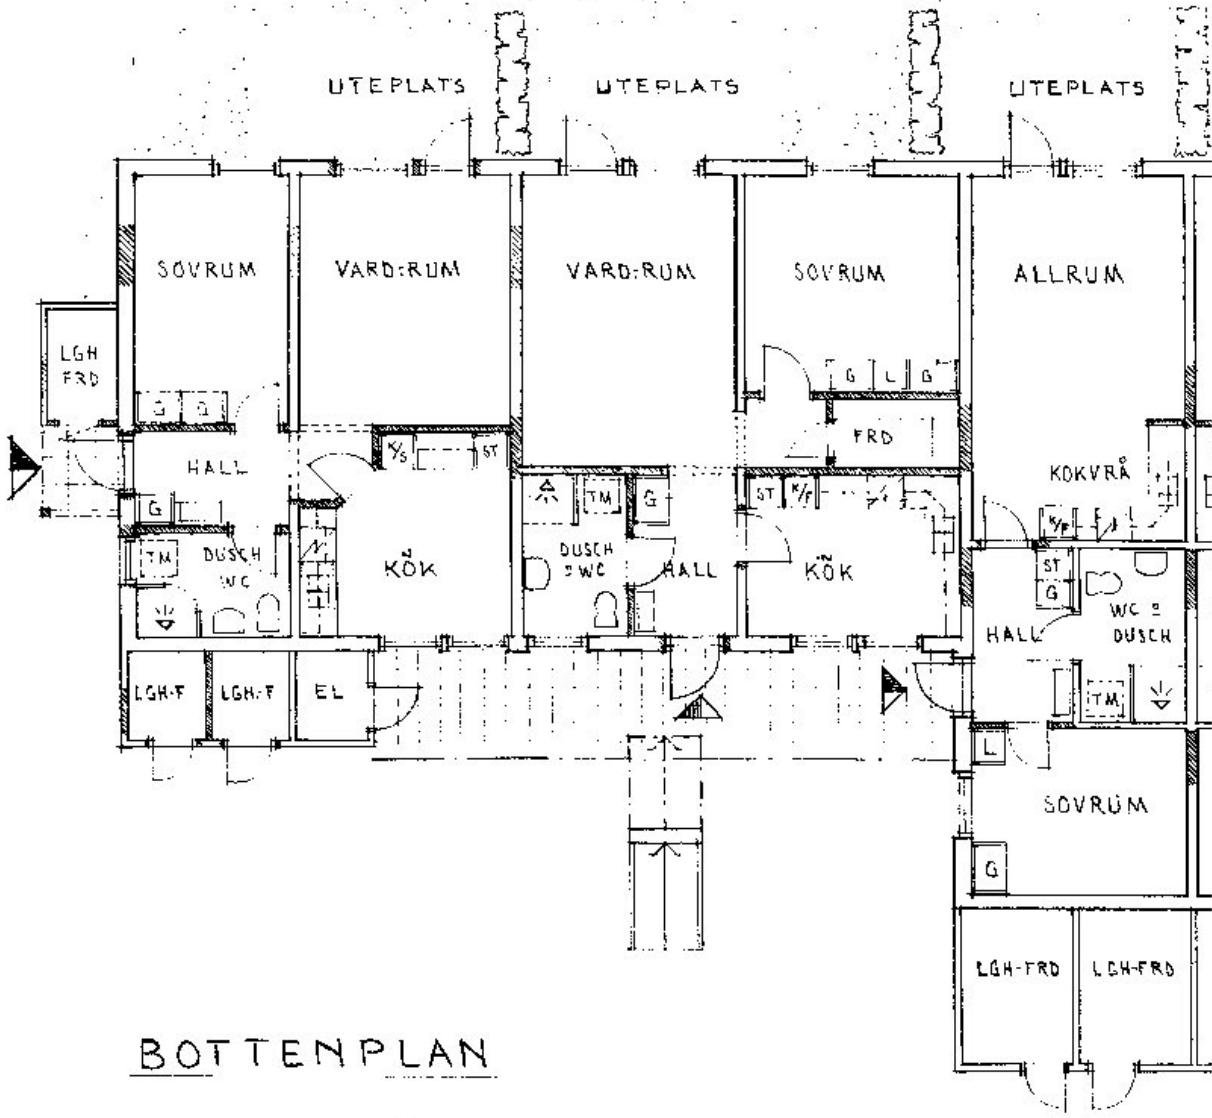 UTEPLATS
UTEPLATS
UTEPLATS
SOVRUM
VARD:RUM
VARD:RUM
SOVRUM
ALLRUM
LGH
FRD
G
G
G
L
G
HALL
K/S
ST
FRD
KOKVRÅ
G
TM
G
ST
K/F
K/F
TM
DUSCH
WC
KÖK
DUSCH
o WC
HALL
KÖK
ST
G
WC o
DUSCH
HALL
LGH-F
LGH-F
EL
TM
L
SOVRUM
G
LGH-FRD
LGH-FRD
BOTTENPLAN